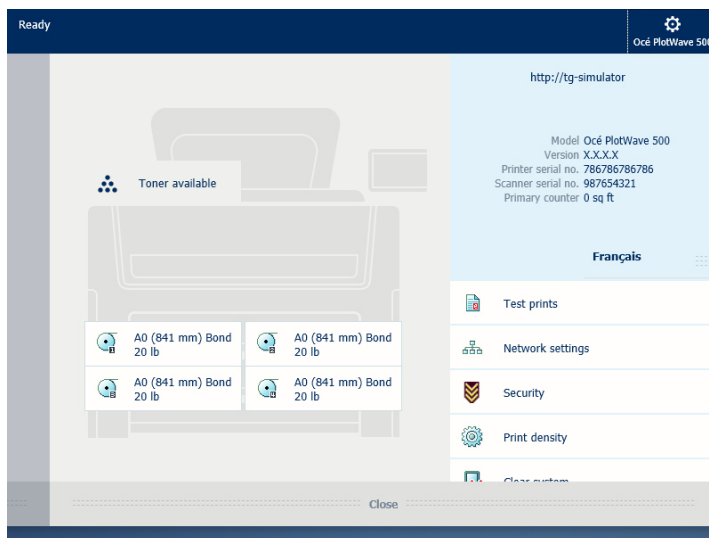 Ready
Océ PlotWave 500
http://tg-simulator
Model Océ PlotWave 500
Version X.X.X.X
Printer serial no. 786786786786
Scanner serial no. 987654321
Primary counter 0 sq ft
Toner available
Français
Test prints
A0 (841 mm) Bond
20 lb
A0 (841 mm) Bond
20 lb
Network settings
A0 (841 mm) Bond
20 lb
A0 (841 mm) Bond
20 lb
Security
Print density
Clear system
Close